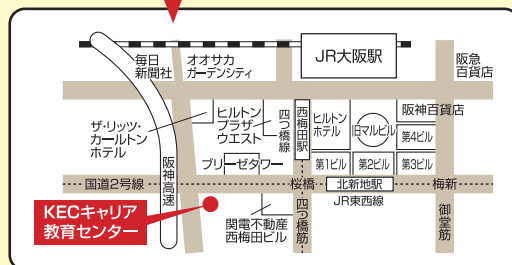 JR大阪駅
毎日
新聞社
オオサカ
ガーデンシティ
阪急
百貨店
ザ・リッツ・
カールトン
ホテル
ヒルトン
プラザ
ウエスト
四つ橋線
西梅田駅
ヒルトン
ホテル
旧マルビル
阪神百貨店
第4ビル
ブリーゼタワー
第1ビル
第2ビル
第3ビル
阪神高速
国道2号線
桜橋
北新地駅
梅新
JR東西線
KECキャリア
教育センター
関電不動産
西梅田ビル
四つ橋筋
御堂筋